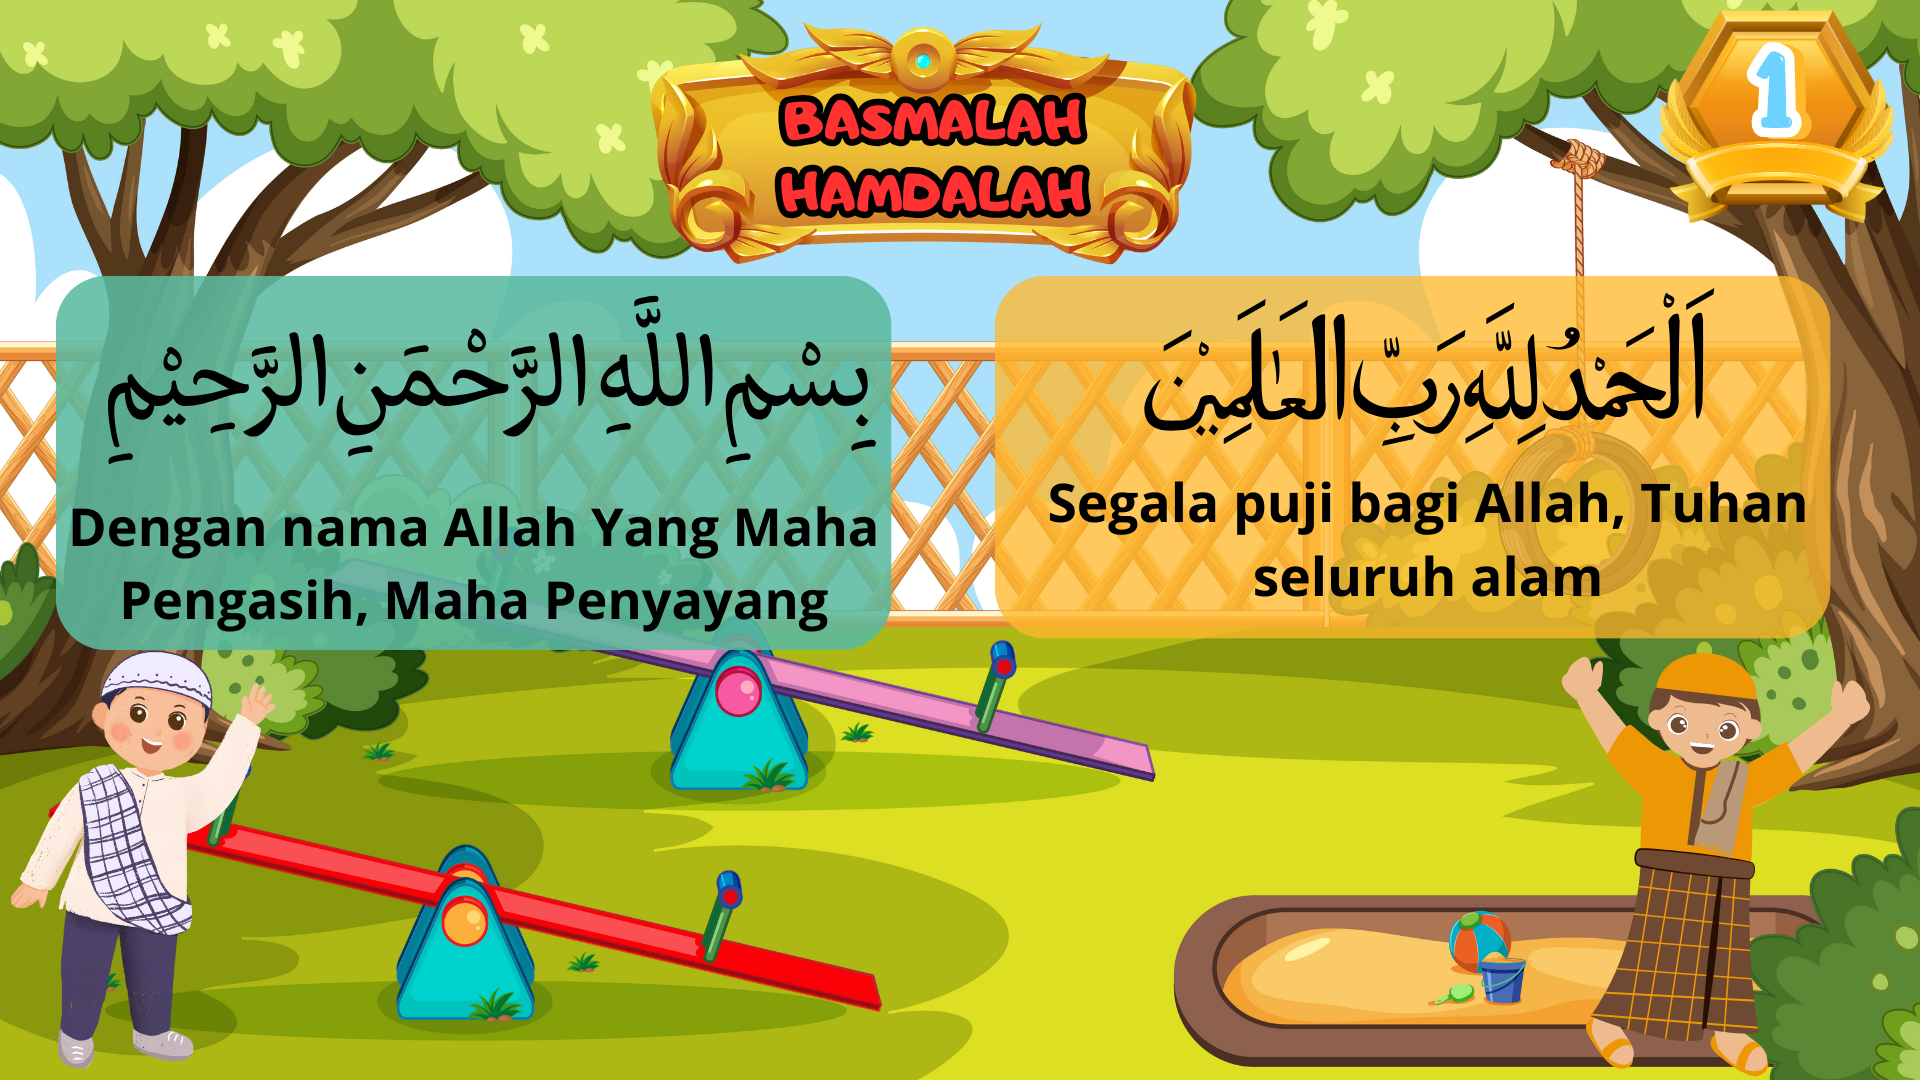 BASMALAH
HAMDALAH
1
بِسْمِ اللَّهِ الرَّحْمَنِ الرَّحِيْمِ
Dengan nama Allah Yang Maha
Pengasih, Maha Penyayang
اَلْحَمْدُ لِلَّهِ رَبِّ الْعَالَمِيْنَ
Segala puji bagi Allah, Tuhan
seluruh alam